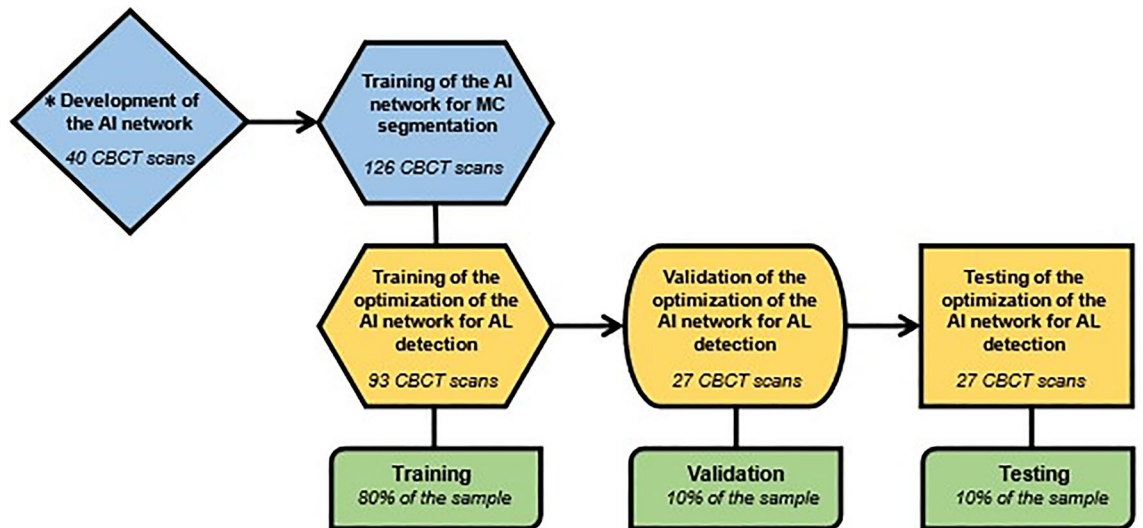 * Development of
the AI network
40 CBCT scans
Training of the AI
network for MC
segmentation
126 CBCT scans
Training of the
optimization of the
AI network for AL
detection
93 CBCT scans
Validation of the
optimization of the
AI network for AL
detection
27 CBCT scans
Testing of the
optimization of the
AI network for AL
detection
27 CBCT scans
Training
80% of the sample
Validation
10% of the sample
Testing
10% of the sample